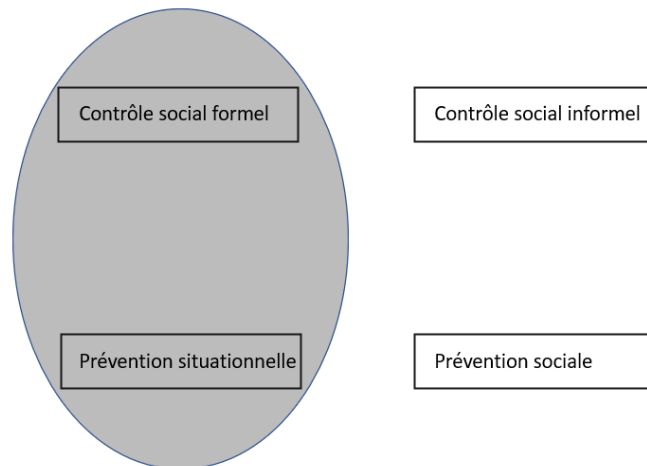 Contrôle social formel
Contrôle social informel
Prévention situationnelle
Prévention sociale